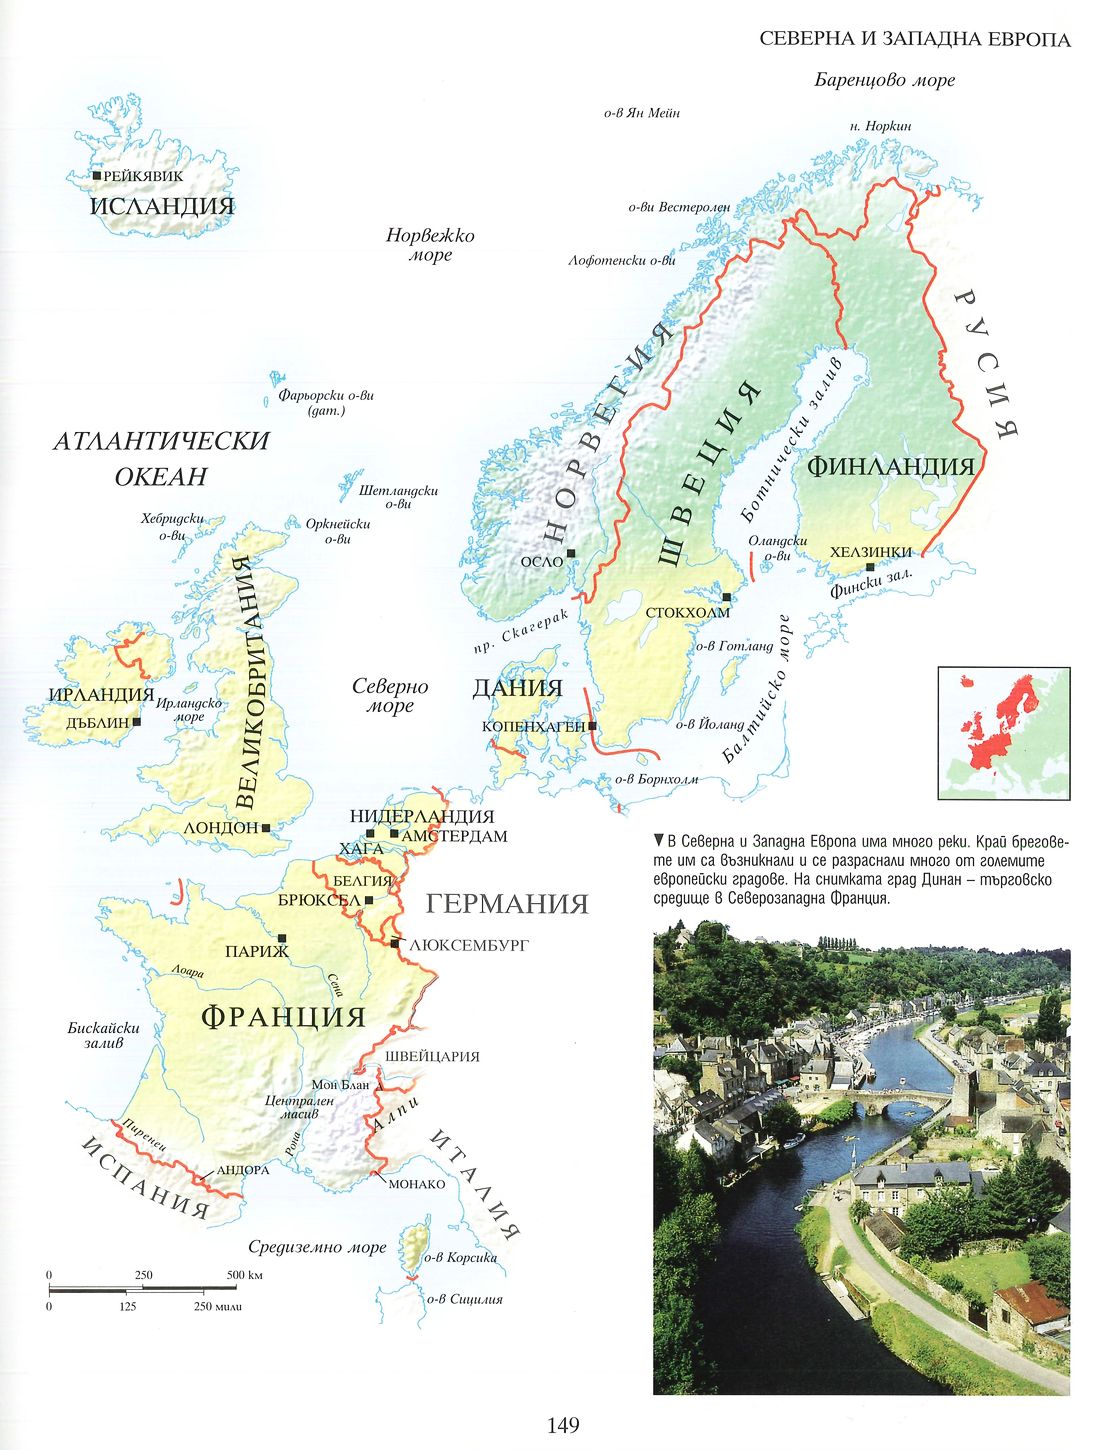 СЕВЕРНА И ЗАПАДНА ЕВРОПА
Баренцово море
о-в Ян Мейн
н. Норкин
РЕЙКЯВИК
ИСЛАНДИЯ
о-ви Вестеролен
Норвежко
море
Лофотенски о-ви
РУСИЯ
НОРВЕГИЯ
ШВЕЦИЯ
Ботнически залив
ФИНЛАНДИЯ
Фарьорски о-ви
(дат.)
АТЛАНТИЧЕСКИ
ОКЕАН
Шетландски
о-ви
Хебридски
о-ви
Оркнейски
о-ви
Оландски
о-ви
ОСЛО
ХЕЛЗИНКИ
Фински зал.
СТОКХОЛМ
пр. Скагерак
о-в Готланд
Балтийско море
ВЕЛИКОБРИТАНИЯ
ИРЛАНДИЯ
ДЪБЛИН
Ирландско
море
Северно
море
ДАНИЯ
КОПЕНХАГЕН
о-в Йоланд
о-в Борнхолм
ЛОНДОН
НИДЕРЛАНДИЯ
АМСТЕРДАМ
ХАГА
БЕЛГИЯ
БРЮКСЕЛ
ГЕРМАНИЯ
ЛЮКСЕМБУРГ
ПАРИЖ
Лоара
Сена
ФРАНЦИЯ
Бискайски
залив
ШВЕЙЦАРИЯ
Мон Блан
Централен
масив
Алпи
Рона
Пиренеи
ИСПАНИЯ
АНДОРА
МОНАКО
ИТАЛИЯ
Средиземно море
о-в Корсика
о-в Сицилия
0 250 500 км
0 125 250 мили
▼В Северна и Западна Европа има много реки. Край брегове-
те им са възникнали и се разраснали много от големите
европейски градове. На снимката град Динан – търговско
средище в Северозападна Франция.
149